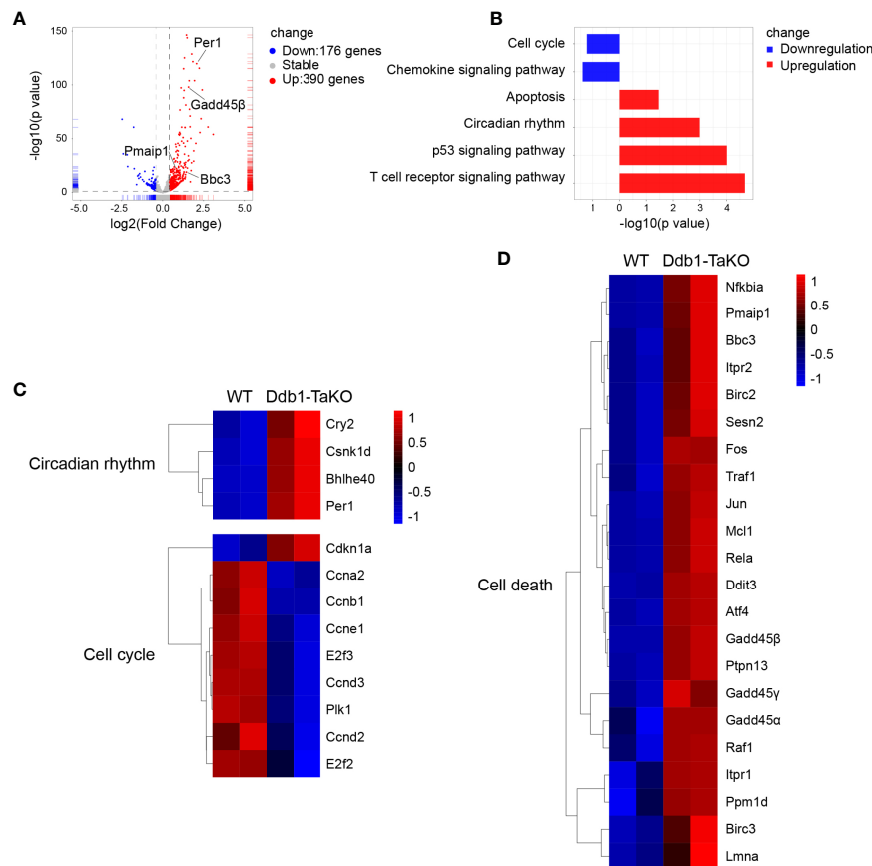 A
-log10(p value)
150
100
50
0
-5.0
-2.5
0.0
2.5
5.0
log2(Fold Change)
Per1
Gadd45β
Pmaip1
Bbc3
change
Down:176 genes
Stable
Up:390 genes
B
Cell cycle
Chemokine signaling pathway
Apoptosis
Circadian rhythm
p53 signaling pathway
T cell receptor signaling pathway
1 0 1 2 3 4
-log10(p value)
change
Downregulation
Upregulation
C
WT Ddb1-TaKO
Circadian rhythm
Cry2
Csnk1d
Bhlhe40
Per1
1
0.5
0
-0.5
-1
Cell cycle
Cdkn1a
Ccna2
Ccnb1
Ccne1
E2f3
Ccnd3
Plk1
Ccnd2
E2f2
D
WT Ddb1-TaKO
Cell death
Nfkbia
Pmaip1
Bbc3
Itpr2
Birc2
Sesn2
Fos
Traf1
Jun
Mcl1
Rela
Ddit3
Atf4
Gadd45β
Ptpn13
Gadd45γ
Gadd45α
Raf1
Itpr1
Ppm1d
Birc3
Lmna
1
0.5
0
-0.5
-1